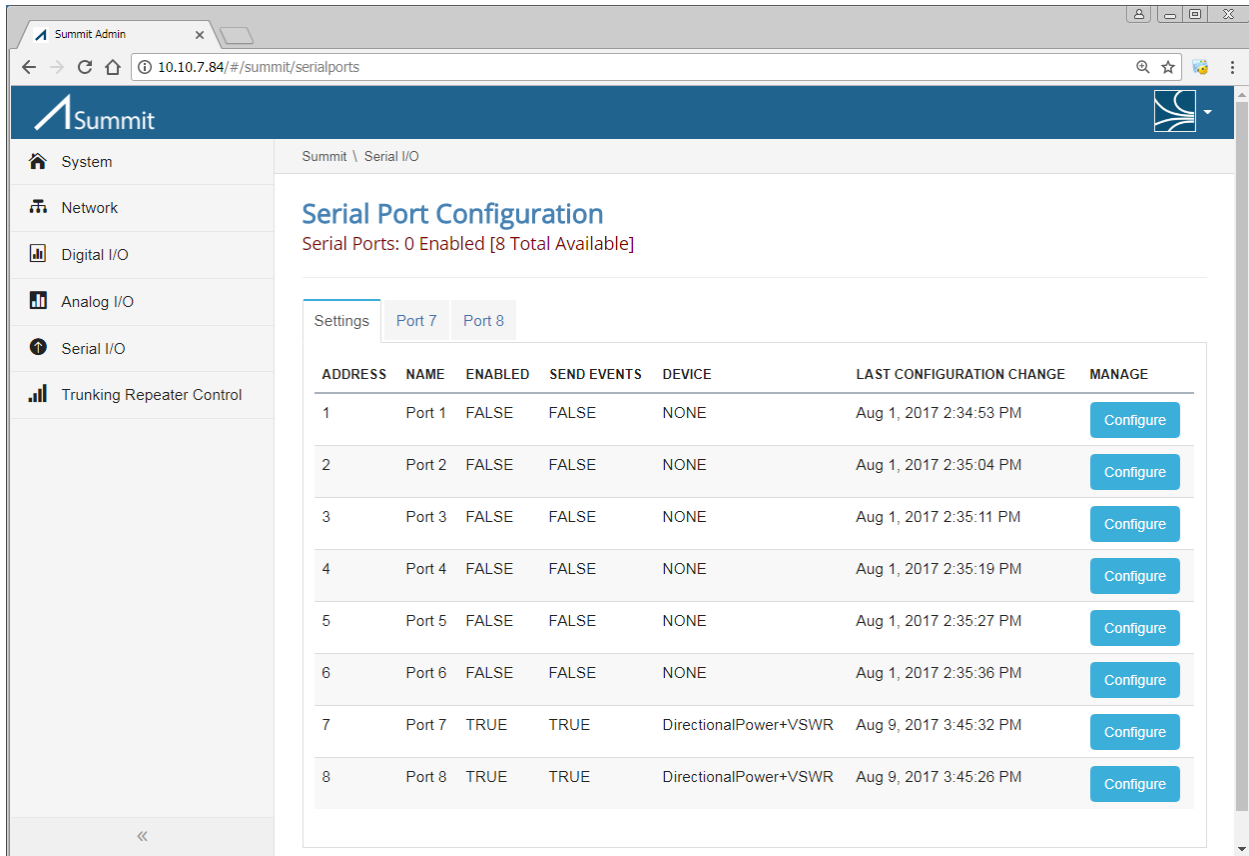 Summit Admin
10.10.7.84/#/summit/serialports
Summit
System
Network
Digital I/O
Analog I/O
Serial I/O
Trunking Repeater Control
«
Summit \ Serial I/O
Serial Port Configuration
Serial Ports: 0 Enabled [8 Total Available]
Settings Port 7 Port 8
ADDRESS NAME ENABLED SEND EVENTS DEVICE LAST CONFIGURATION CHANGE MANAGE
1 Port 1 FALSE FALSE NONE Aug 1, 2017 2:34:53 PM Configure
2 Port 2 FALSE FALSE NONE Aug 1, 2017 2:35:04 PM Configure
3 Port 3 FALSE FALSE NONE Aug 1, 2017 2:35:11 PM Configure
4 Port 4 FALSE FALSE NONE Aug 1, 2017 2:35:19 PM Configure
5 Port 5 FALSE FALSE NONE Aug 1, 2017 2:35:27 PM Configure
6 Port 6 FALSE FALSE NONE Aug 1, 2017 2:35:36 PM Configure
7 Port 7 TRUE TRUE DirectionalPower+VSWR Aug 9, 2017 3:45:32 PM Configure
8 Port 8 TRUE TRUE DirectionalPower+VSWR Aug 9, 2017 3:45:26 PM Configure